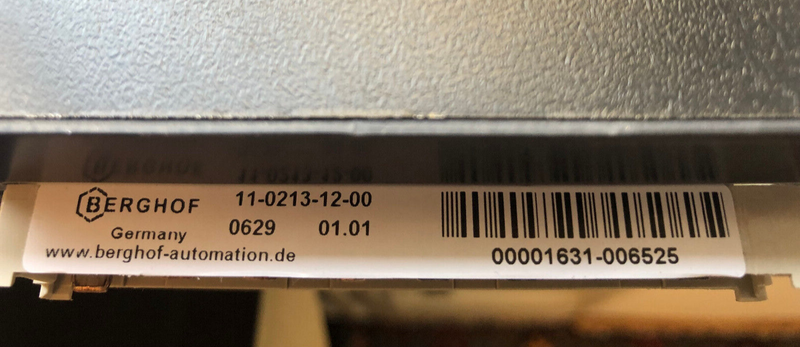 BERGHOF
Germany
www.berghof-automation.de
11-0213-12-00
0629 01.01
00001631-006525